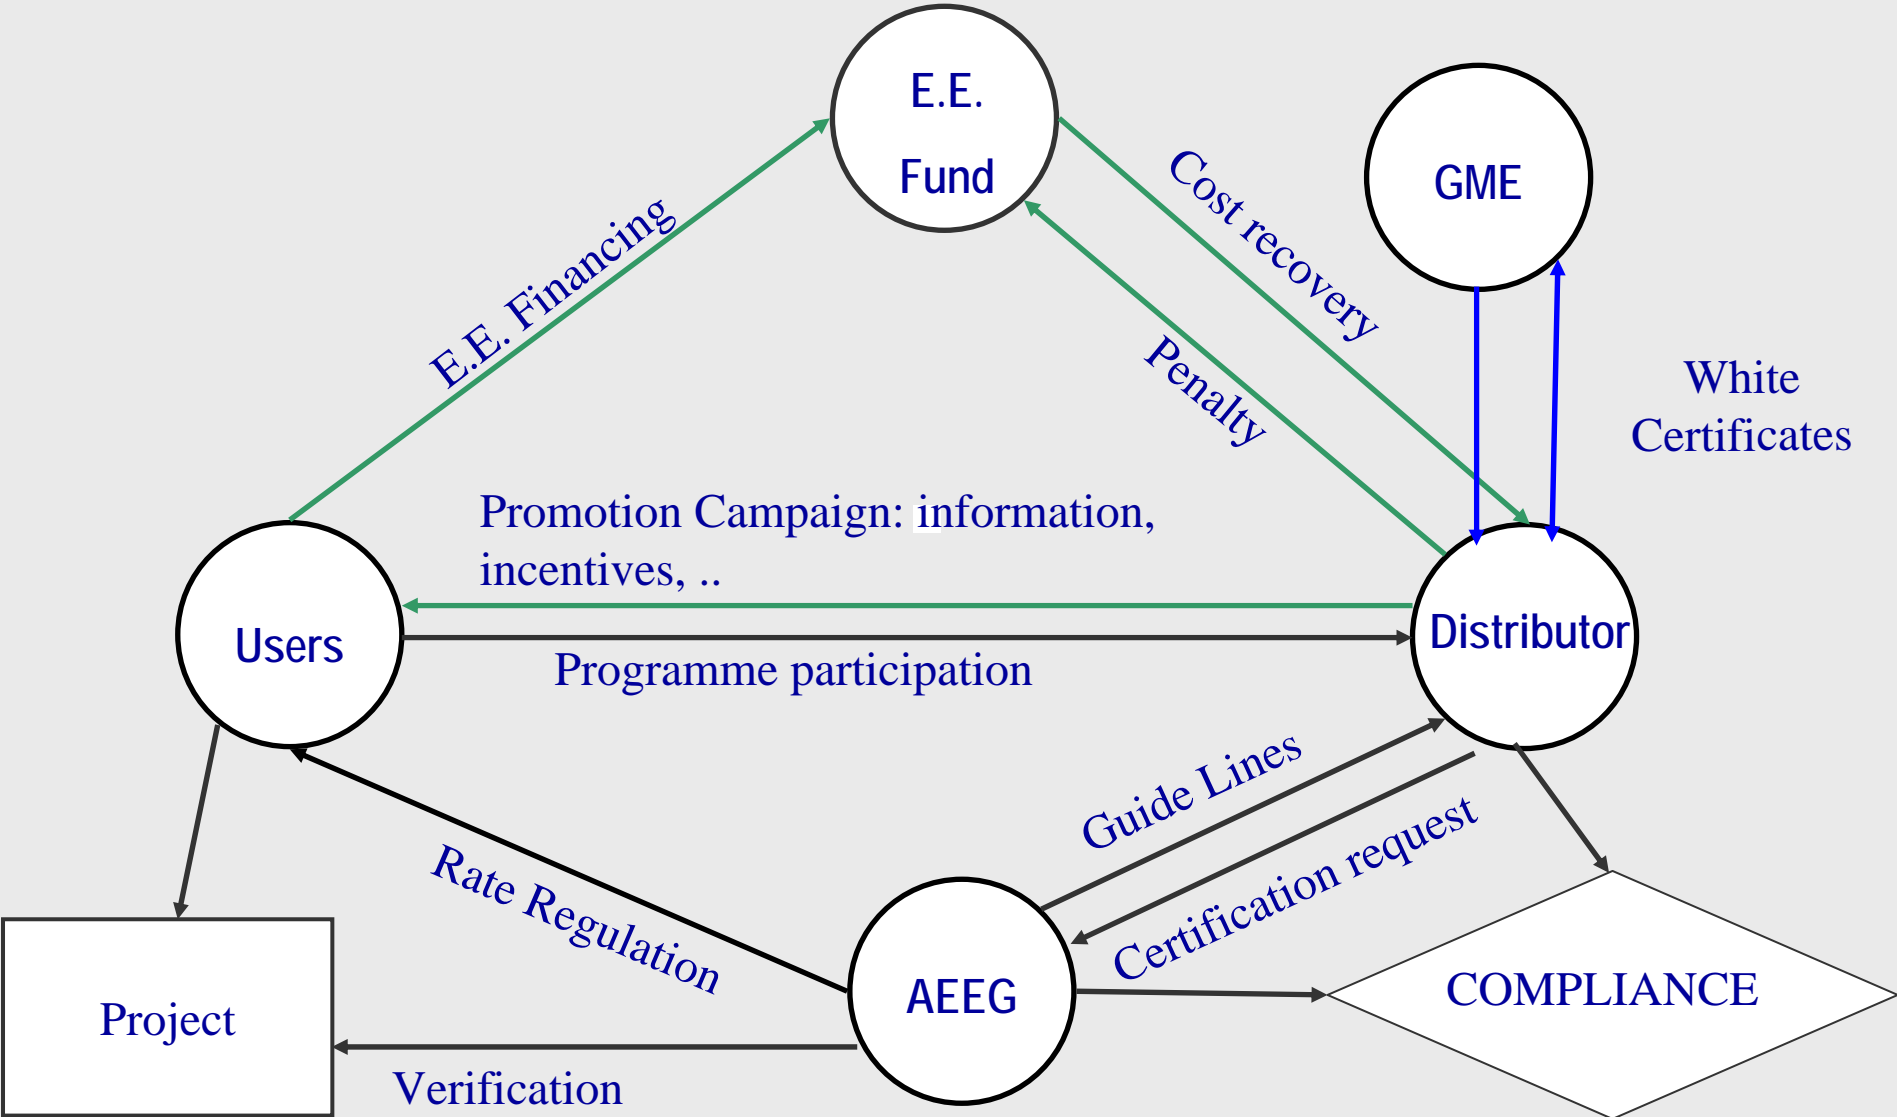 E.E.
Fund
GME
Cost recovery
E.E. Financing
Penalty
White
Certificates
Promotion Campaign: information,
incentives, ..
Users
Distributor
Programme participation
Guide Lines
Certification request
Rate Regulation
AEEG
COMPLIANCE
Project
Verification